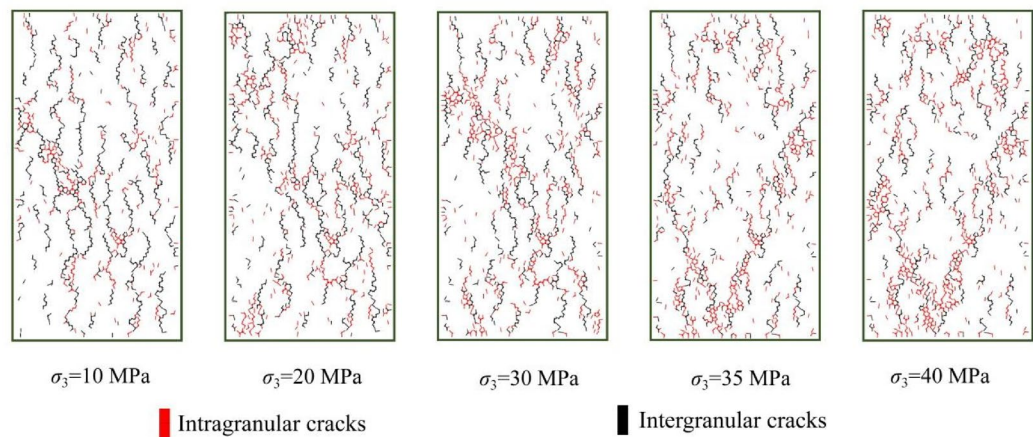 σ₃=10 MPa
σ₃=20 MPa
σ₃=30 MPa
σ₃=35 MPa
σ₃=40 MPa
Intragranular cracks
Intergranular cracks